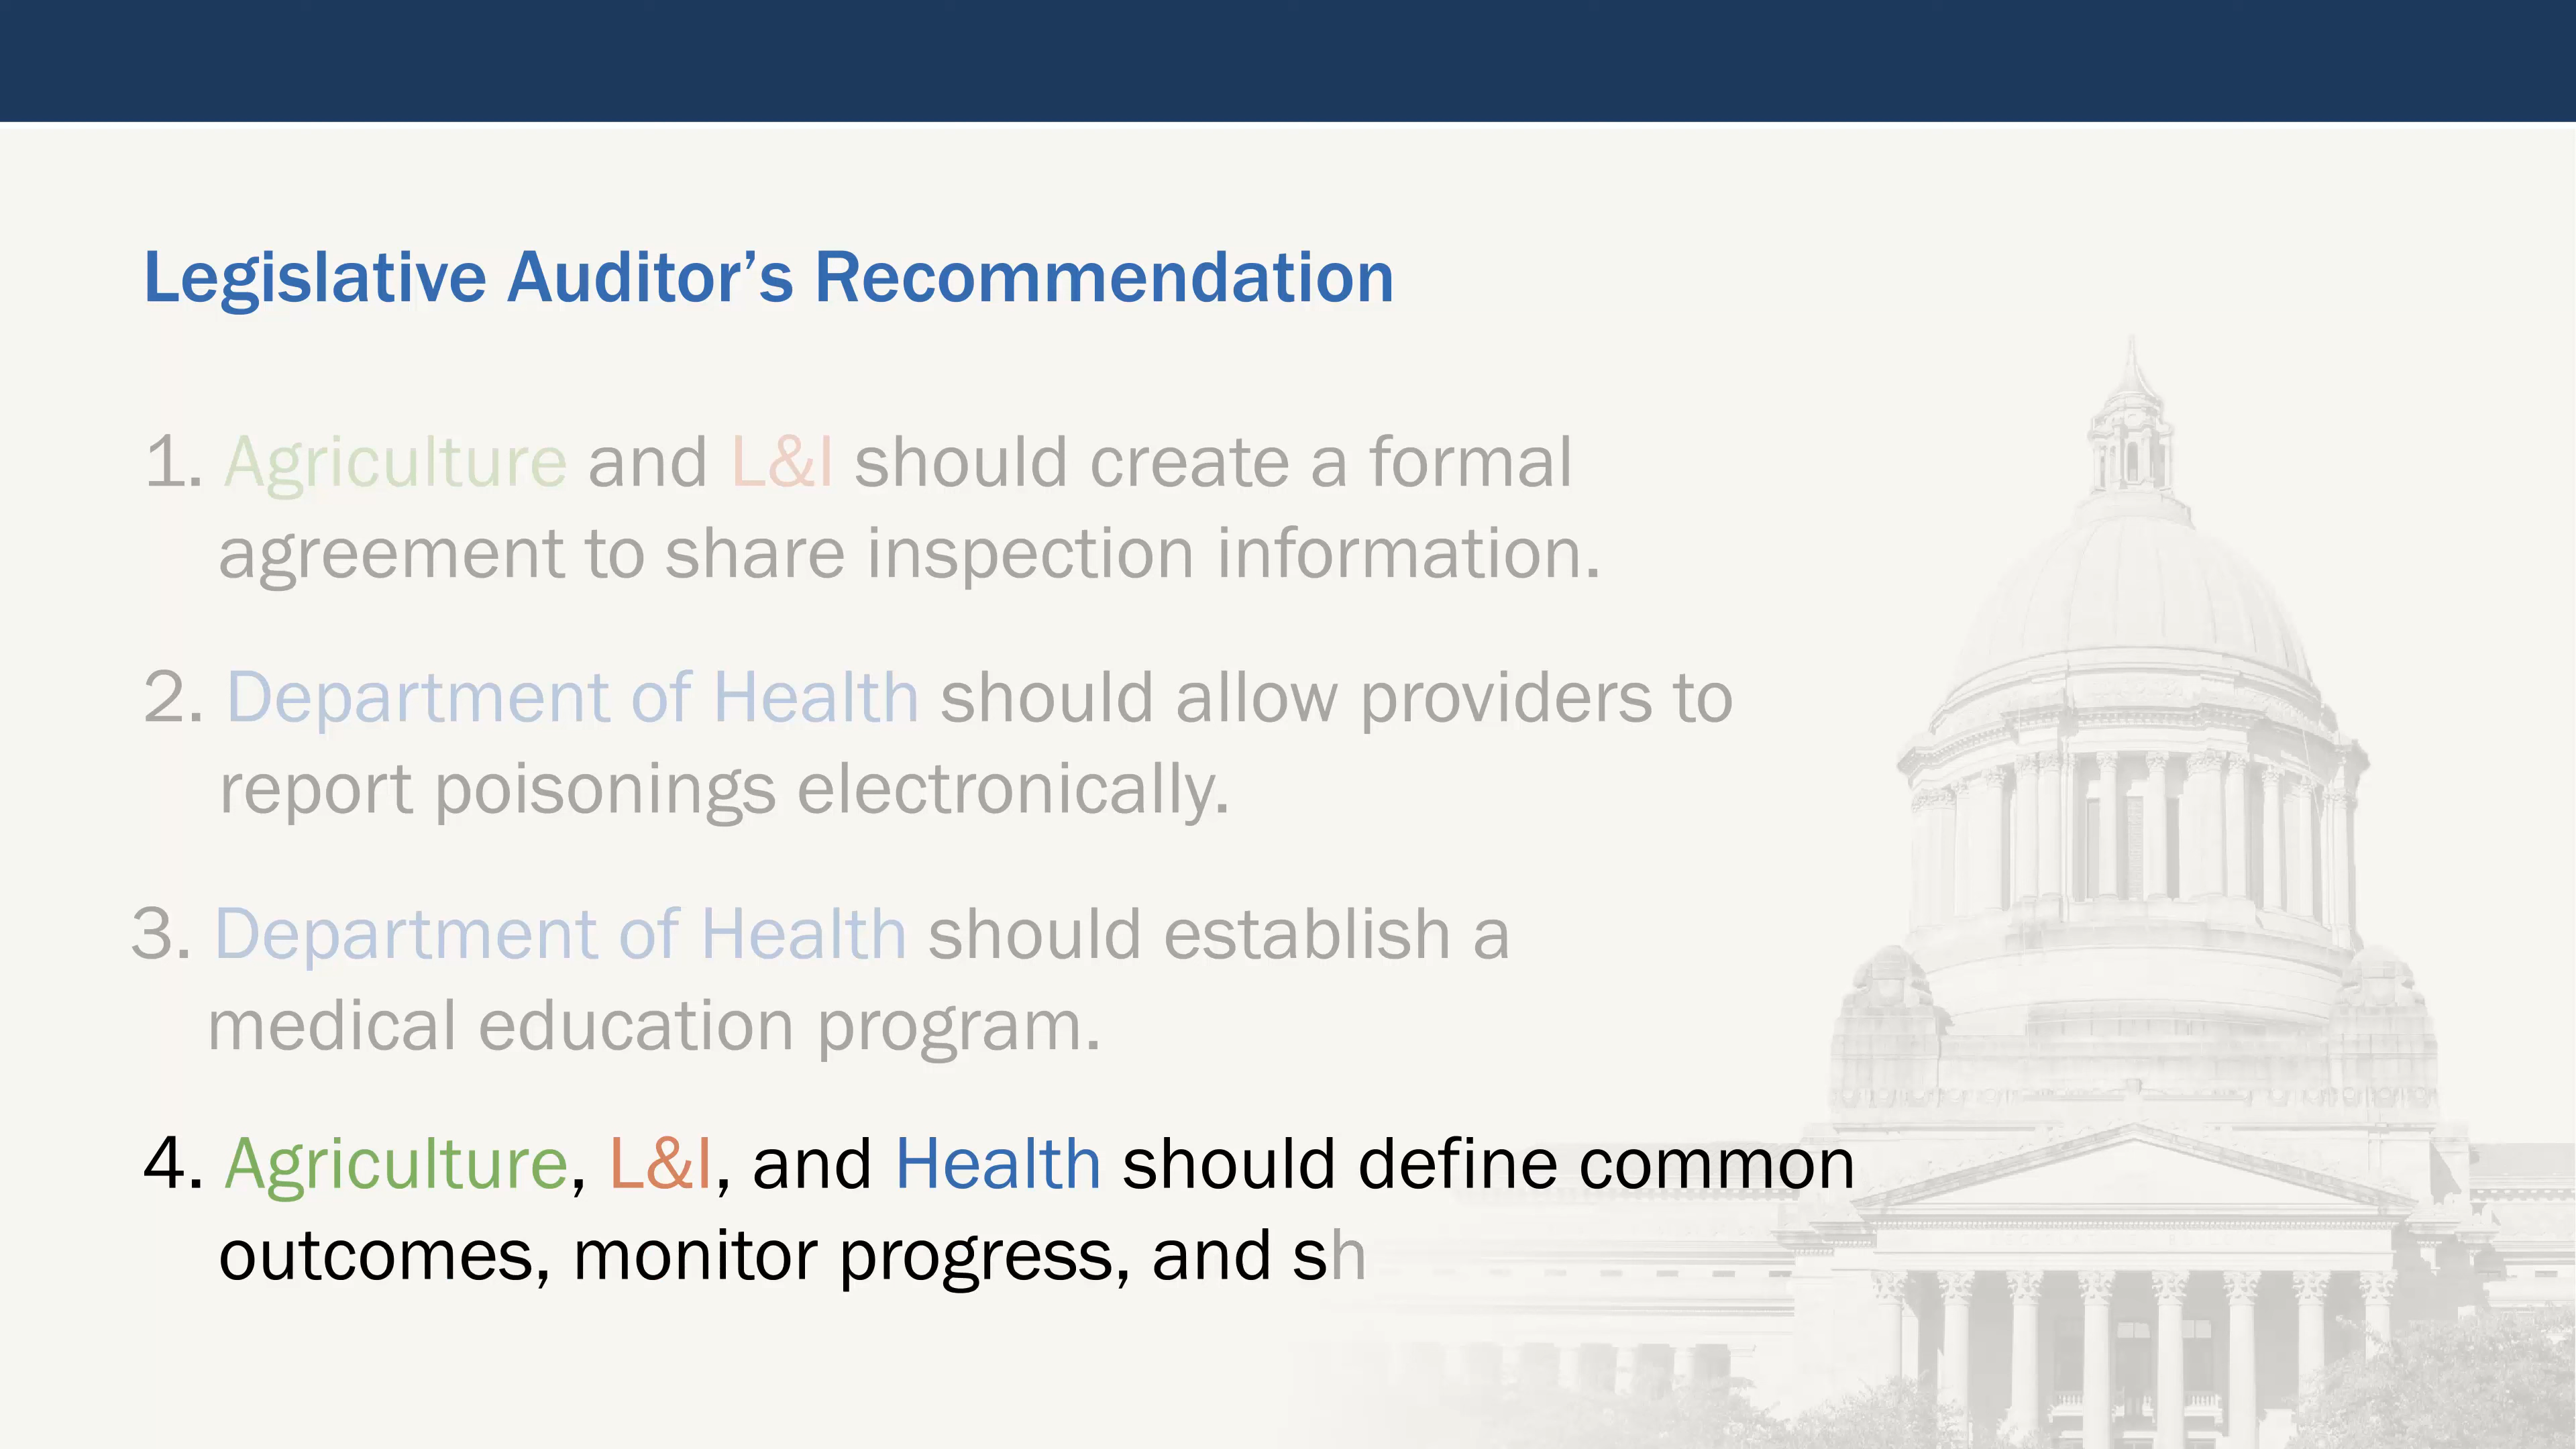 Legislative Auditor’s Recommendation
1. Agriculture and L&I should create a formal
agreement to share inspection information.
2. Department of Health should allow providers to
report poisonings electronically.
3. Department of Health should establish a
medical education program.
4. Agriculture, L&I, and Health should define common
outcomes, monitor progress, and sh